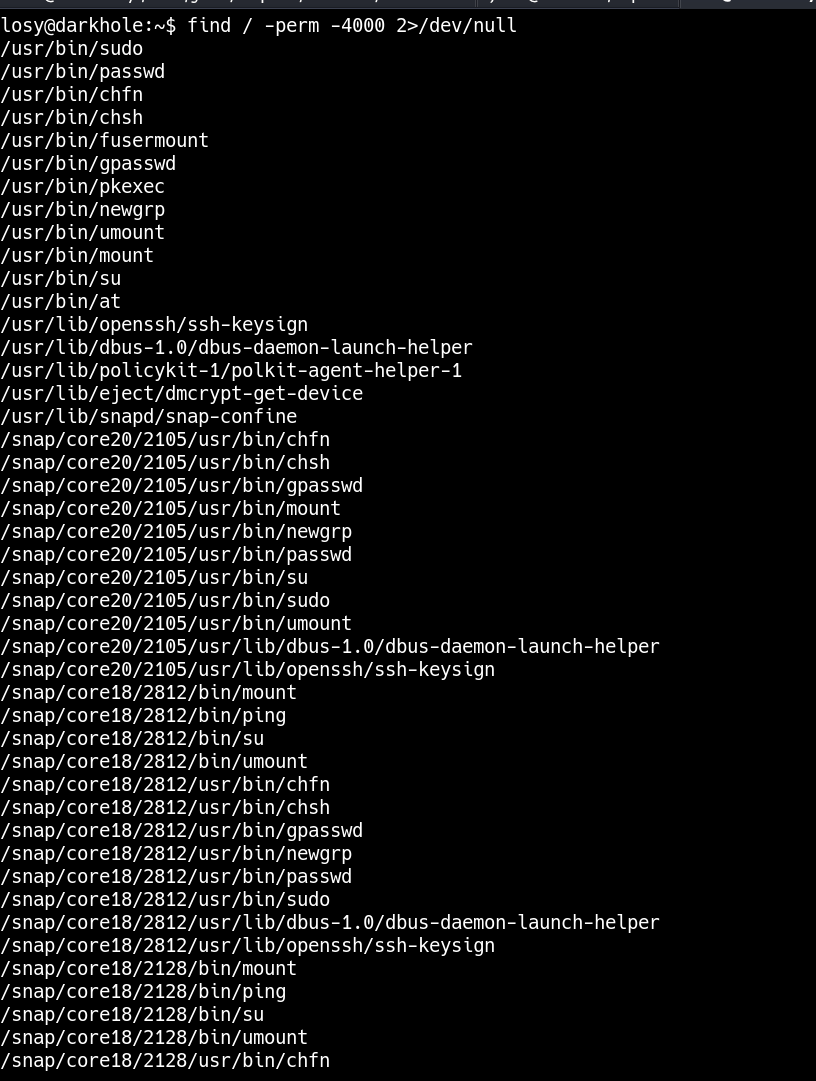 losy@darkhole:~$ find / -perm -4000 2>/dev/null
/usr/bin/sudo
/usr/bin/passwd
/usr/bin/chfn
/usr/bin/chsh
/usr/bin/fusermount
/usr/bin/gpasswd
/usr/bin/pkexec
/usr/bin/newgrp
/usr/bin/umount
/usr/bin/mount
/usr/bin/su
/usr/bin/at
/usr/lib/openssh/ssh-keysign
/usr/lib/dbus-1.0/dbus-daemon-launch-helper
/usr/lib/policykit-1/polkit-agent-helper-1
/usr/lib/eject/dmcrypt-get-device
/usr/lib/snapd/snap-confine
/snap/core20/2105/usr/bin/chfn
/snap/core20/2105/usr/bin/chsh
/snap/core20/2105/usr/bin/gpasswd
/snap/core20/2105/usr/bin/mount
/snap/core20/2105/usr/bin/newgrp
/snap/core20/2105/usr/bin/passwd
/snap/core20/2105/usr/bin/su
/snap/core20/2105/usr/bin/sudo
/snap/core20/2105/usr/bin/umount
/snap/core20/2105/usr/lib/dbus-1.0/dbus-daemon-launch-helper
/snap/core20/2105/usr/lib/openssh/ssh-keysign
/snap/core18/2812/bin/mount
/snap/core18/2812/bin/ping
/snap/core18/2812/bin/su
/snap/core18/2812/bin/umount
/snap/core18/2812/usr/bin/chfn
/snap/core18/2812/usr/bin/chsh
/snap/core18/2812/usr/bin/gpasswd
/snap/core18/2812/usr/bin/newgrp
/snap/core18/2812/usr/bin/passwd
/snap/core18/2812/usr/bin/sudo
/snap/core18/2812/usr/lib/dbus-1.0/dbus-daemon-launch-helper
/snap/core18/2812/usr/lib/openssh/ssh-keysign
/snap/core18/2128/bin/mount
/snap/core18/2128/bin/ping
/snap/core18/2128/bin/su
/snap/core18/2128/bin/umount
/snap/core18/2128/usr/bin/chfn